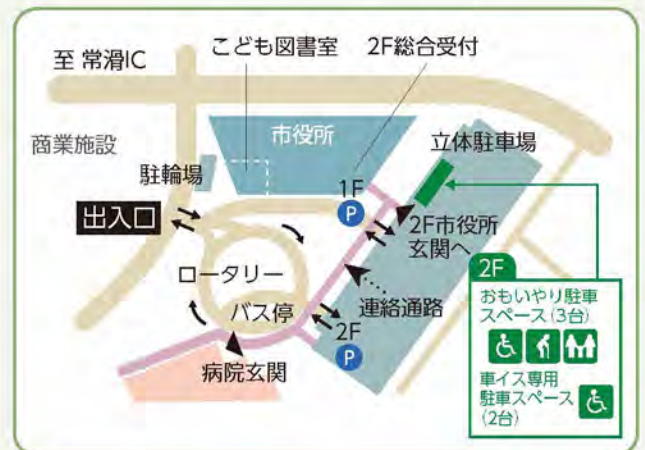 こども図書室
2F総合受付
至 常滑IC
商業施設
市役所
立体駐車場
駐輪場
1F
P
出入口
2F市役所
玄関へ
ロータリー
バス停
連絡通路
2F
P
病院玄関
2F
おもいやり駐車
スペース(3台)
車イス専用
駐車スペース
(2台)